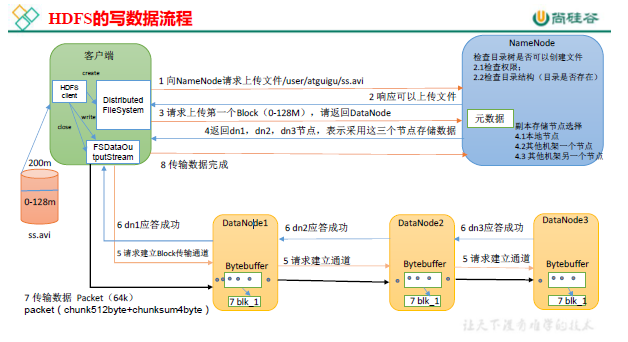 HDFS的写数据流程
尚硅谷
客户端
create
HDFS
client
Distributed
FileSystem
write
close
FSDataOu
tputStream
1 向NameNode请求上传文件/user/atguigu/ss.avi
2 响应可以上传文件
3 请求上传第一个Block（0-128M），请返回DataNode
4返回dn1，dn2，dn3节点，表示采用这三个节点存储数据
8 传输数据完成
NameNode
检查目录树是否可以创建文件
2.1检查权限；
2.2检查目录结构（目录是否存在）
元数据
副本存储节点选择
4.1本地节点
4.2其他机架一个节点
4.3 其他机架另一个节点
200m
0-128m
ss.avi
6 dn1应答成功
5 请求建立Block传输通道
DataNode1
Bytebuffer
7 blk_1
6 dn2应答成功
5 请求建立通道
DataNode2
Bytebuffer
7 blk_1
6 dn3应答成功
5 请求建立通道
DataNode3
Bytebuffer
7 blk_1
7 传输数据 Packet（64k）
packet（chunk512byte+chunksum4byte）
让天下没有难学的技术